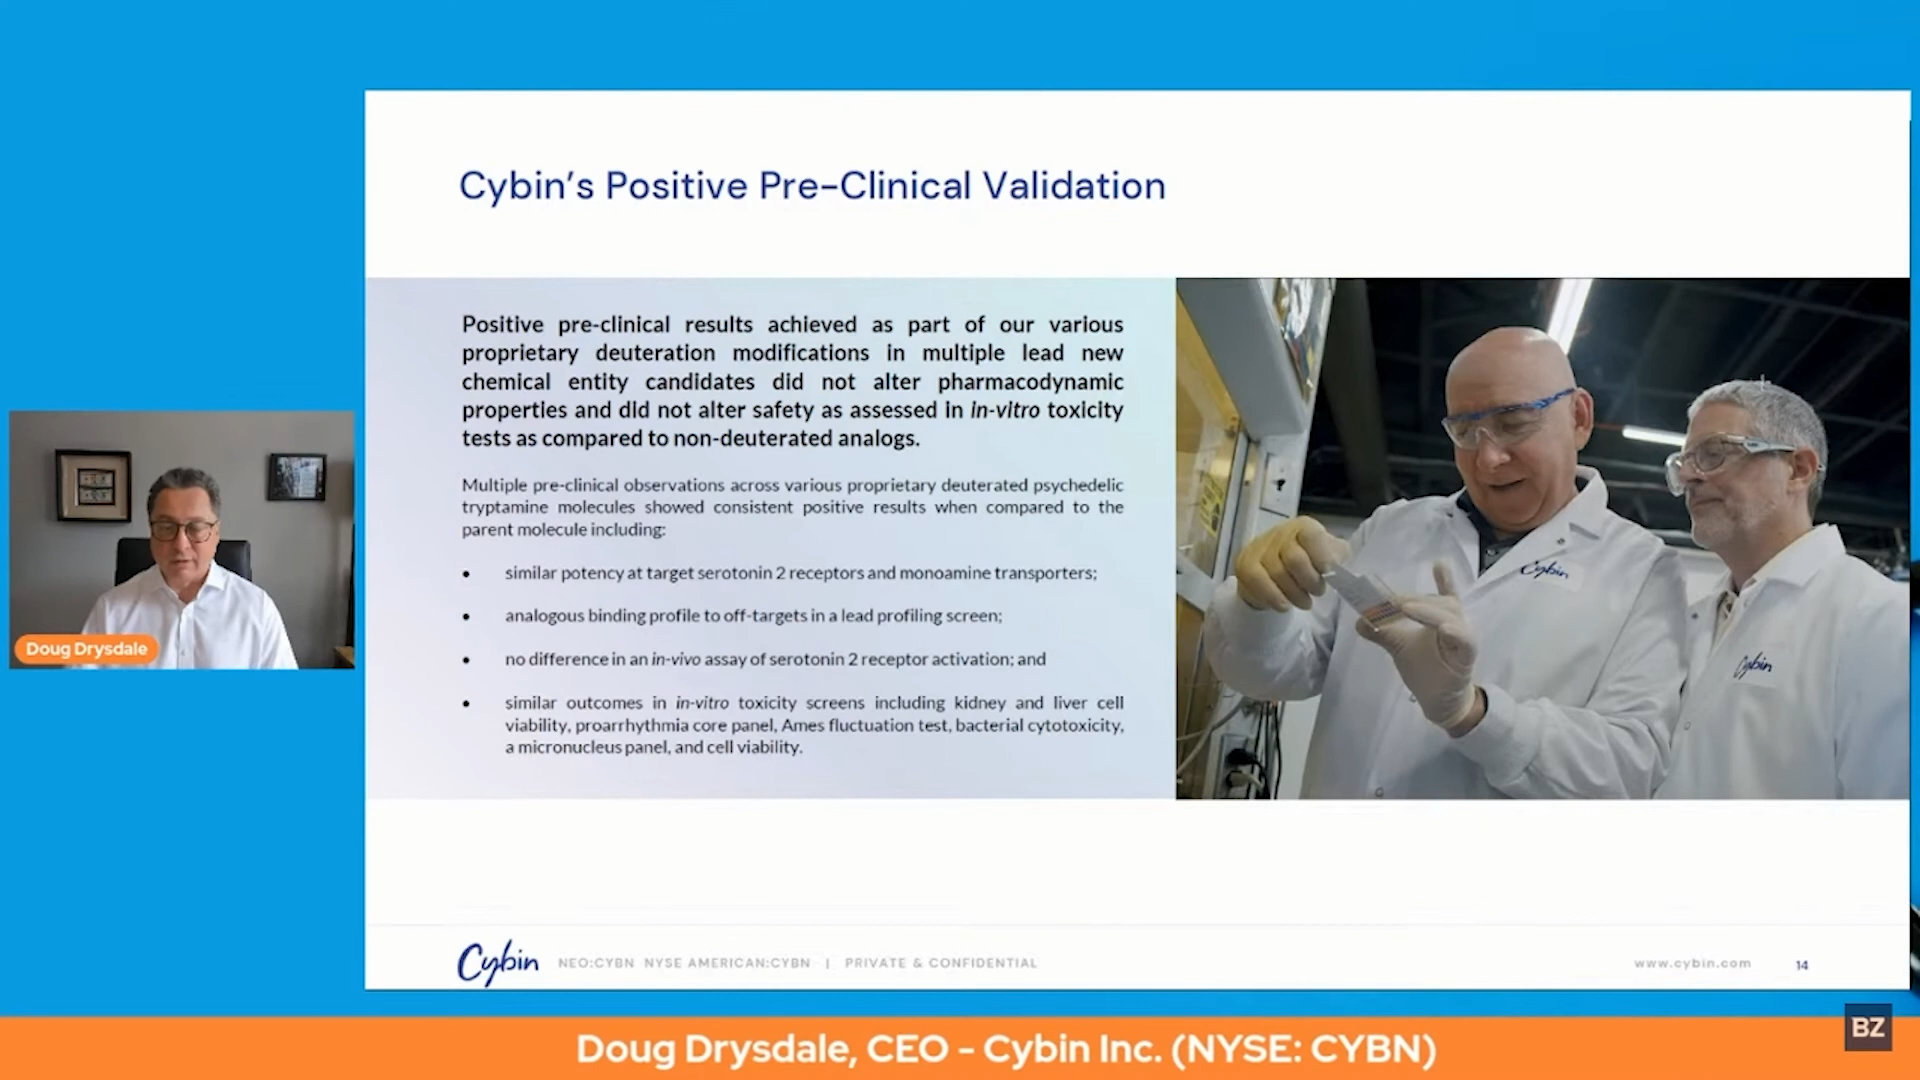 Cybin's Positive Pre-Clinical Validation
Positive pre-clinical results achieved as part of our various
proprietary deuteration modifications in multiple lead new
chemical entity candidates did not alter pharmacodynamic
properties and did not alter safety as assessed in in-vitro toxicity
tests as compared to non-deuterated analogs.
Multiple pre-clinical observations across various proprietary deuterated psychedelic
tryptamine molecules showed consistent positive results when compared to the
parent molecule including:
• similar potency at target serotonin 2 receptors and monoamine transporters;
• analogous binding profile to off-targets in a lead profiling screen;
• no difference in an in-vivo assay of serotonin 2 receptor activation; and
• similar outcomes in in-vitro toxicity screens including kidney and liver cell
viability, proarrhythmia core panel, Ames fluctuation test, bacterial cytotoxicity,
a micronucleus panel, and cell viability.
Cybin
Cybin
Doug Drysdale
Cybin NEO:CYBN NYSE AMERICAN:CYBN | PRIVATE & CONFIDENTIAL
www.cybin.com 14
BZ
Doug Drysdale, CEO - Cybin Inc. (NYSE: CYBN)